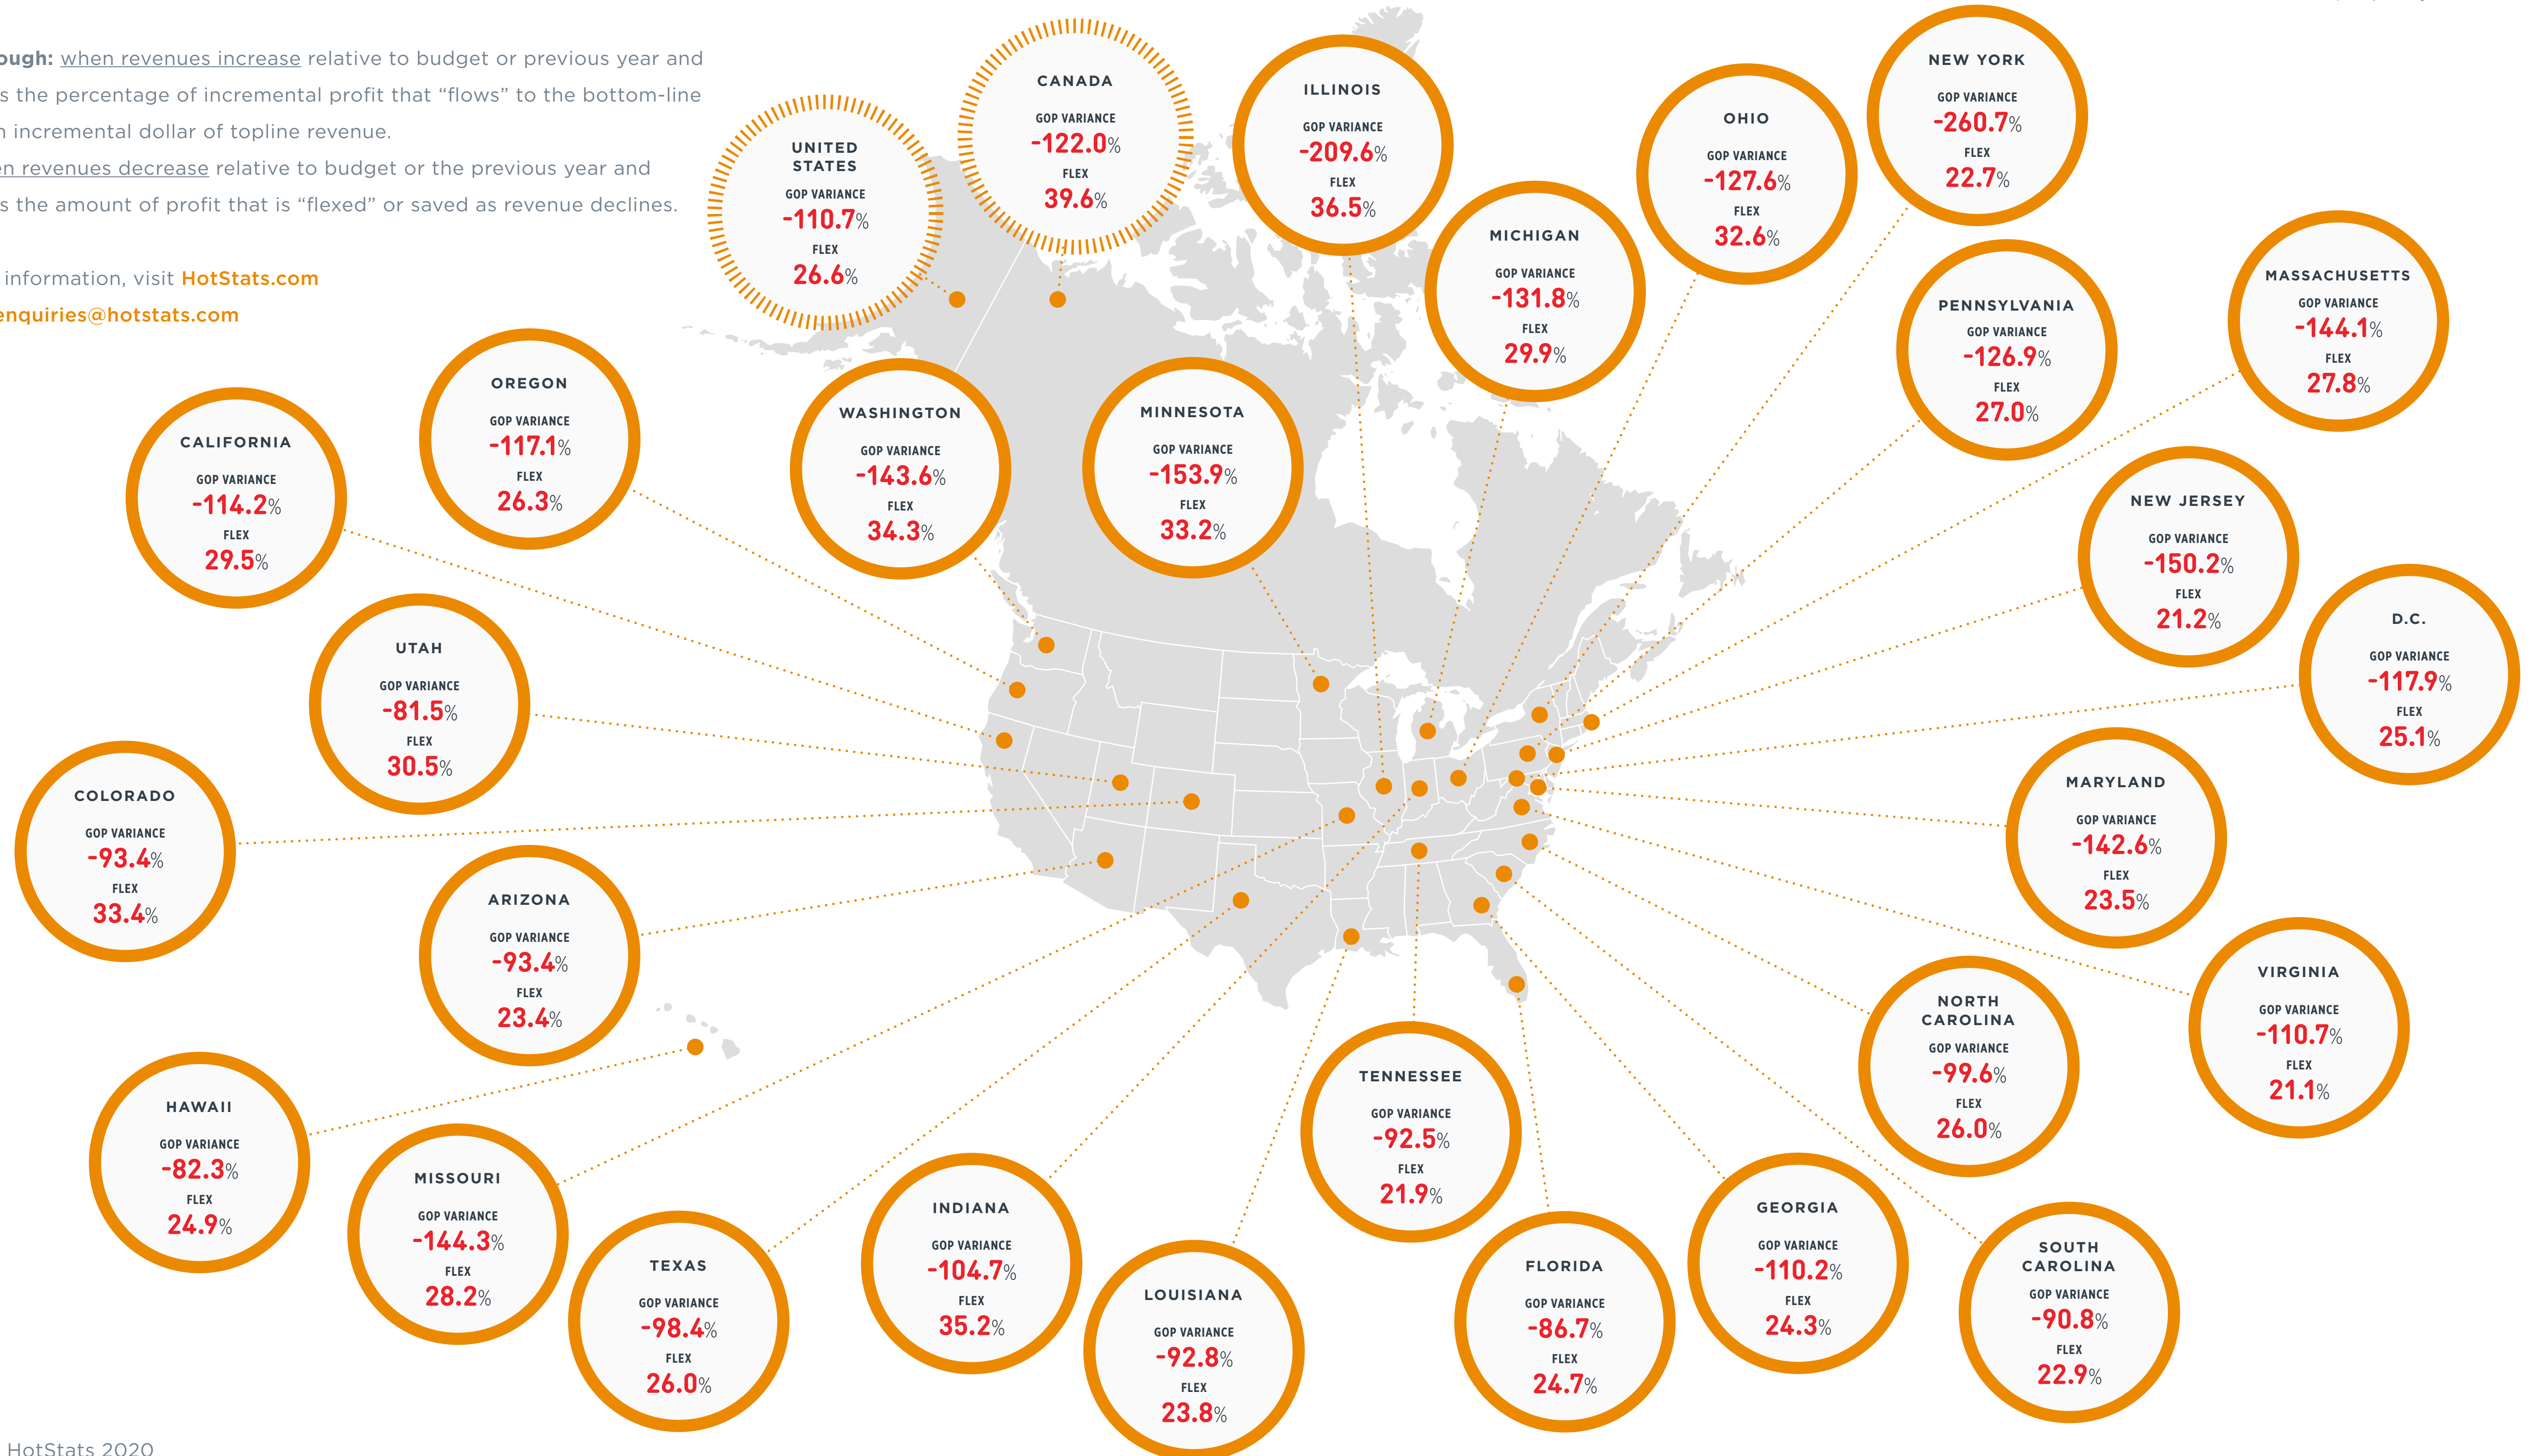 ough: when revenues increase relative to budget or previous year and
s the percentage of incremental profit that “flows” to the bottom-line
n incremental dollar of topline revenue.
en revenues decrease relative to budget or the previous year and
s the amount of profit that is “flexed” or saved as revenue declines.
information, visit HotStats.com
enquiries@hotstats.com
UNITED
STATES
GOP VARIANCE
-110.7%
FLEX
26.6%
CANADA
GOP VARIANCE
-122.0%
FLEX
39.6%
ILLINOIS
GOP VARIANCE
-209.6%
FLEX
36.5%
MICHIGAN
GOP VARIANCE
-131.8%
FLEX
29.9%
OHIO
GOP VARIANCE
-127.6%
FLEX
32.6%
NEW YORK
GOP VARIANCE
-260.7%
FLEX
22.7%
PENNSYLVANIA
GOP VARIANCE
-126.9%
FLEX
27.0%
MASSACHUSETTS
GOP VARIANCE
-144.1%
FLEX
27.8%
CALIFORNIA
GOP VARIANCE
-114.2%
FLEX
29.5%
OREGON
GOP VARIANCE
-117.1%
FLEX
26.3%
WASHINGTON
GOP VARIANCE
-143.6%
FLEX
34.3%
MINNESOTA
GOP VARIANCE
-153.9%
FLEX
33.2%
NEW JERSEY
GOP VARIANCE
-150.2%
FLEX
21.2%
D.C.
GOP VARIANCE
-117.9%
FLEX
25.1%
UTAH
GOP VARIANCE
-81.5%
FLEX
30.5%
COLORADO
GOP VARIANCE
-93.4%
FLEX
33.4%
MARYLAND
GOP VARIANCE
-142.6%
FLEX
23.5%
ARIZONA
GOP VARIANCE
-93.4%
FLEX
23.4%
VIRGINIA
GOP VARIANCE
-110.7%
FLEX
21.1%
NORTH
CAROLINA
GOP VARIANCE
-99.6%
FLEX
26.0%
HAWAII
GOP VARIANCE
-82.3%
FLEX
24.9%
MISSOURI
GOP VARIANCE
-144.3%
FLEX
28.2%
TEXAS
GOP VARIANCE
-98.4%
FLEX
26.0%
INDIANA
GOP VARIANCE
-104.7%
FLEX
35.2%
LOUISIANA
GOP VARIANCE
-92.8%
FLEX
23.8%
TENNESSEE
GOP VARIANCE
-92.5%
FLEX
21.9%
FLORIDA
GOP VARIANCE
-86.7%
FLEX
24.7%
GEORGIA
GOP VARIANCE
-110.2%
FLEX
24.3%
SOUTH
CAROLINA
GOP VARIANCE
-90.8%
FLEX
22.9%
HotStats 2020